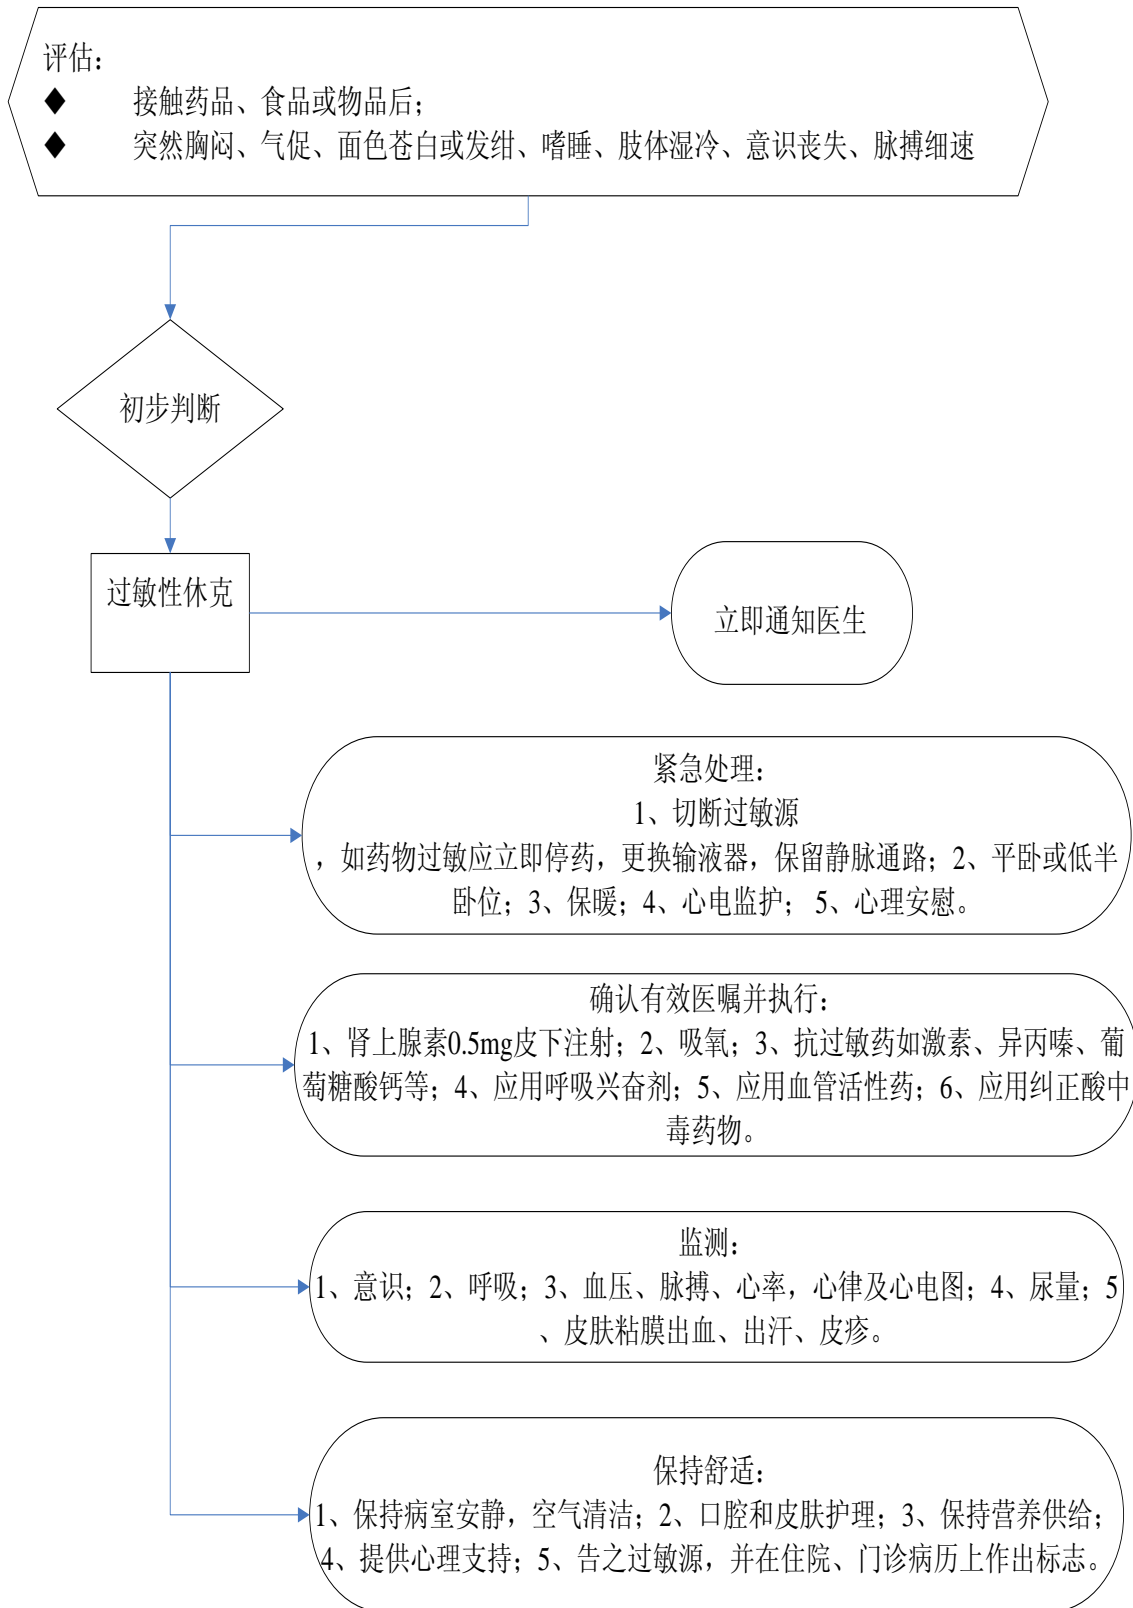 评估：
◆ 接触药品、食品或物品后；
◆ 突然胸闷、气促、面色苍白或发绀、嗜睡、肢体湿冷、意识丧失、脉搏细速
初步判断
过敏性休克
立即通知医生
紧急处理：
1、切断过敏源
，如药物过敏应立即停药，更换输液器，保留静脉通路；2、平卧或低半
卧位；3、保暖；4、心电监护； 5、心理安慰。
确认有效医嘱并执行：
1、肾上腺素0.5mg皮下注射；2、吸氧；3、抗过敏药如激素、异丙嗪、葡
萄糖酸钙等；4、应用呼吸兴奋剂；5、应用血管活性药；6、应用纠正酸中
毒药物。
监测：
1、意识；2、呼吸；3、血压、脉搏、心率，心律及心电图；4、尿量；5
、皮肤粘膜出血、出汗、皮疹。
保持舒适：
1、保持病室安静，空气清洁；2、口腔和皮肤护理；3、保持营养供给；
4、提供心理支持；5、告之过敏源，并在住院、门诊病历上作出标志。